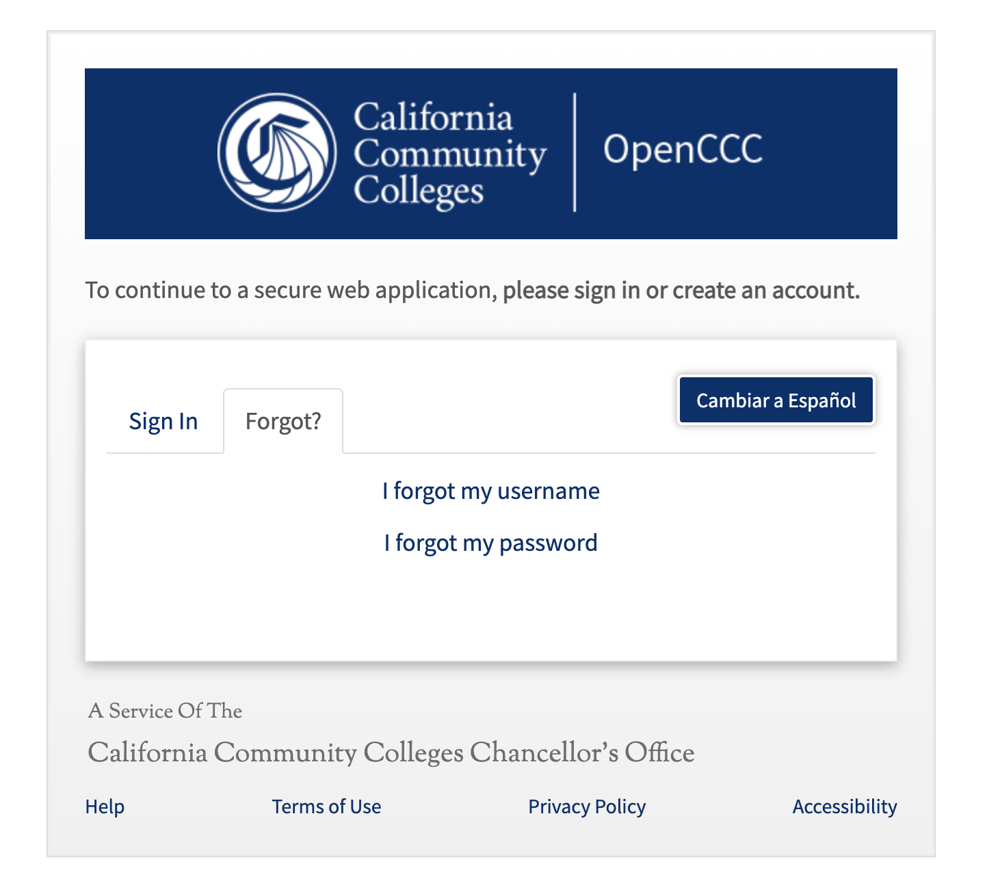 California
Community
Colleges
OpenCCC
To continue to a secure web application, please sign in or create an account.
Sign In
Forgot?
Cambiar a Español
I forgot my username
I forgot my password
A Service Of The
California Community Colleges Chancellor’s Office
Help
Terms of Use
Privacy Policy
Accessibility